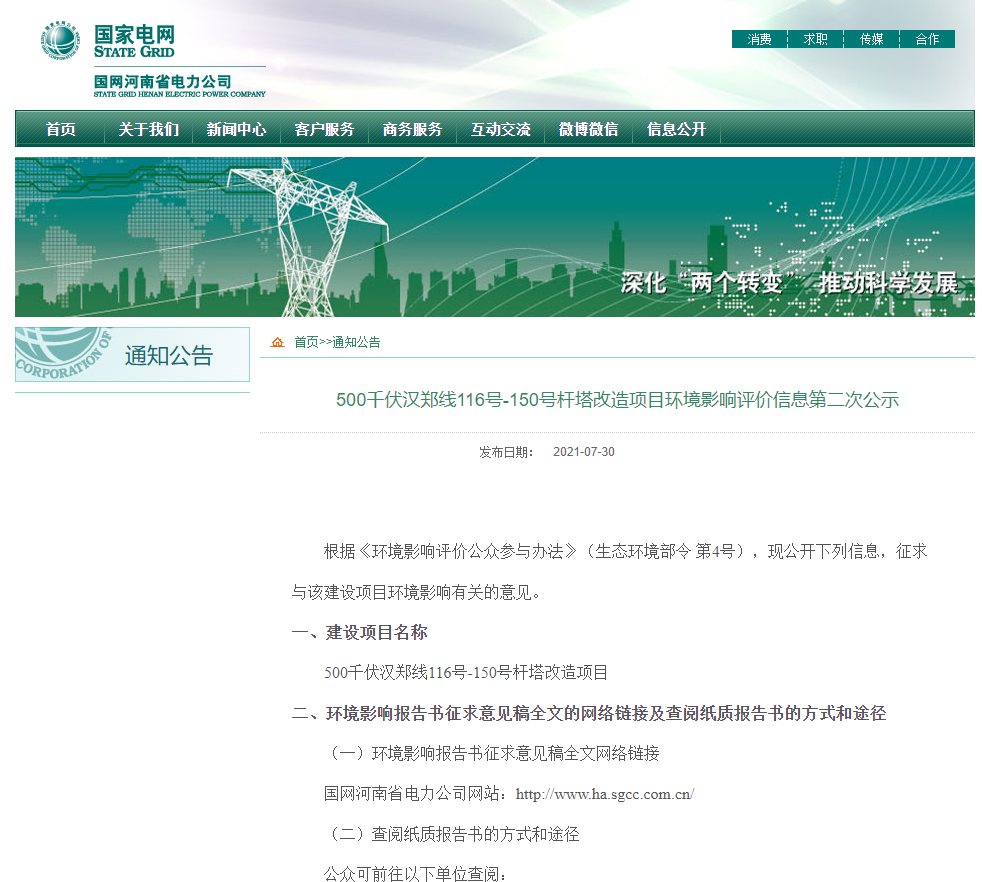 国家电网
STATE GRID
国网河南省电力公司
STATE GRID HENAN ELECTRIC POWER COMPANY
消费 求职 传媒 合作
首页 关于我们 新闻中心 客户服务 商务服务 互动交流 微博微信 信息公开
深化“两个转变” 推动科学发展
CORPORATION OF
通知公告
首页>>通知公告
500千伏汉郑线116号-150号杆塔改造项目环境影响评价信息第二次公示
发布日期： 2021-07-30
根据《环境影响评价公众参与办法》（生态环境部令 第4号），现公开下列信息，征求
与该建设项目环境影响有关的意见。
一、建设项目名称
500千伏汉郑线116号-150号杆塔改造项目
二、环境影响报告书征求意见稿全文的网络链接及查阅纸质报告书的方式和途径
（一）环境影响报告书征求意见稿全文网络链接
国网河南省电力公司网站：http://www.ha.sgcc.com.cn/
（二）查阅纸质报告书的方式和途径
公众可前往以下单位查阅：